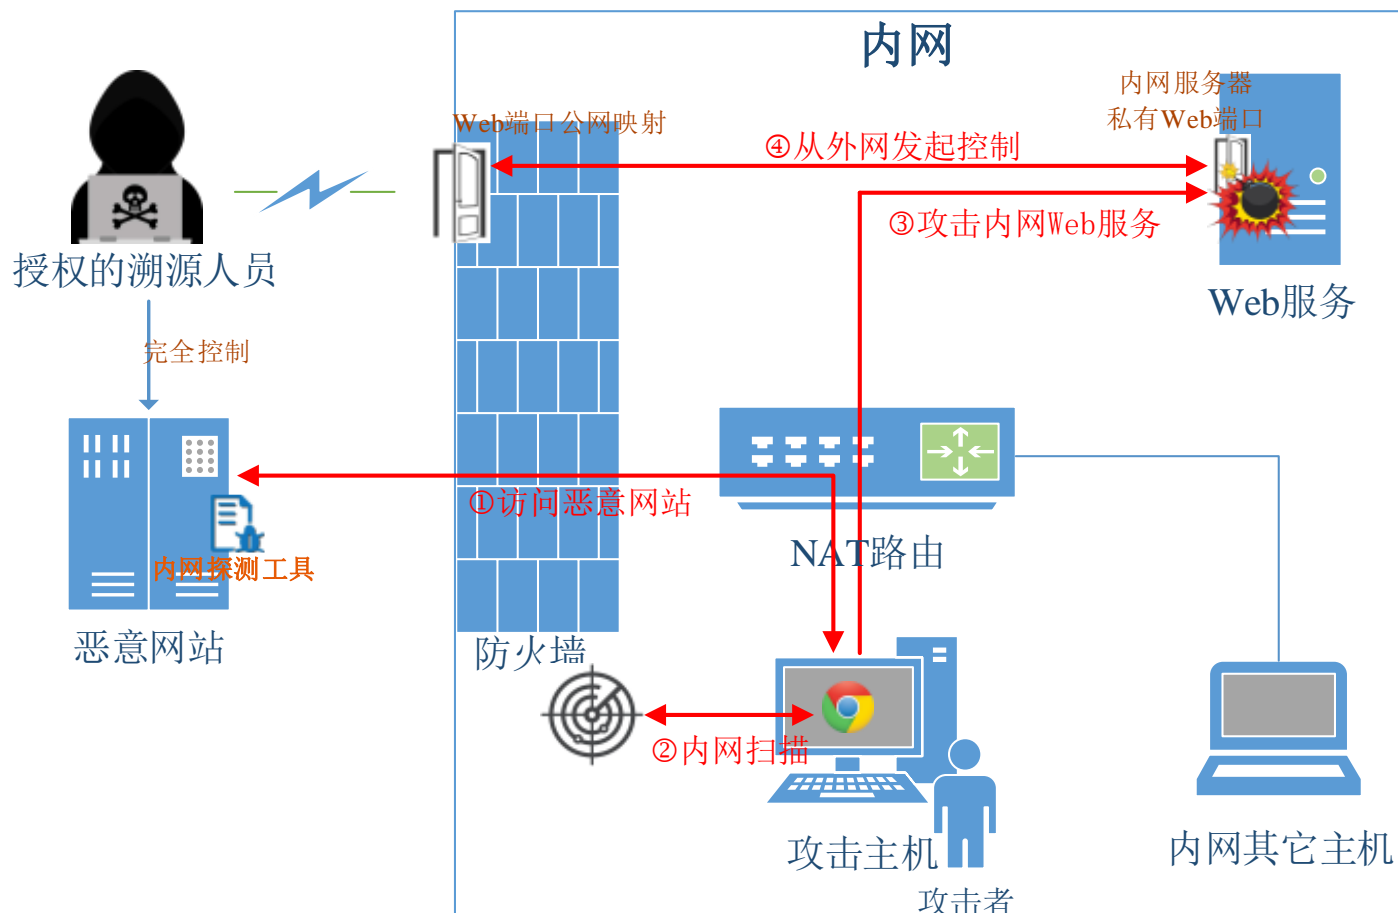 内网
内网服务器
私有Web端口
Web端口公网映射
④从外网发起控制
③攻击内网Web服务
授权的溯源人员
Web服务
完全控制
①访问恶意网站
NAT路由
内网探测工具
恶意网站
防火墙
②内网扫描
攻击主机
内网其它主机
攻击者